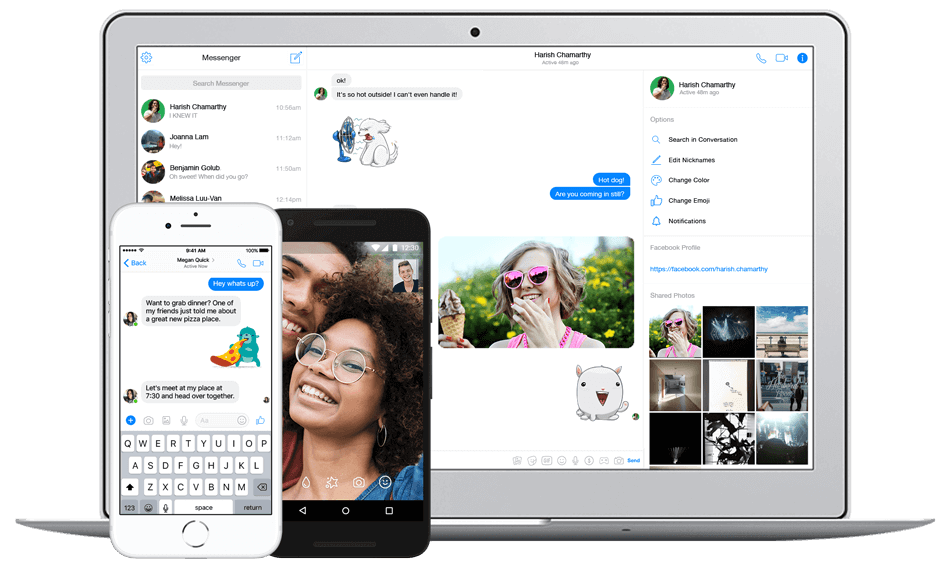 Messenger
Search Messenger
Harish Chamarthy
10:56am
I KNEW IT
Joanna Lam
11:12am
Hey!
Benjamin Golub
11:50am
Oh sweet! When did you go?
Melissa Luu-Van
12:14pm
Harish Chamarthy
Active 48m ago
ok!
It's so hot outside! I can't even handle it!
Hot dog!
Are you coming in still?
GIF
$
Send
Harish Chamarthy
Active 48m ago
Options
Search in Conversation
Edit Nicknames
Change Color
Change Emoji
Notifications
Facebook Profile
https://facebook.com/harish.chamarthy
Shared Photos
9:41 AM
100%
Back
Megan Quick
Active Now
Hey whats up?
Want to grab dinner? One of
my friends just told me about
a great new pizza place.
Let's meet at my place at
7:30 and head over together.
Aa
Q W E R T Y U I O P
A S D F G H J K L
Z X C V B N M
123
space
return
12:30